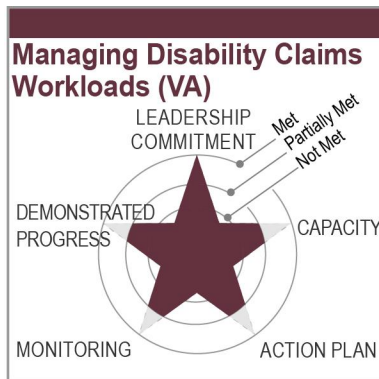 Managing Disability Claims
Workloads (VA)
LEADERSHIP
COMMITMENT
Met
Partially Met
Not Met
DEMONSTRATED
PROGRESS
CAPACITY
MONITORING
ACTION PLAN